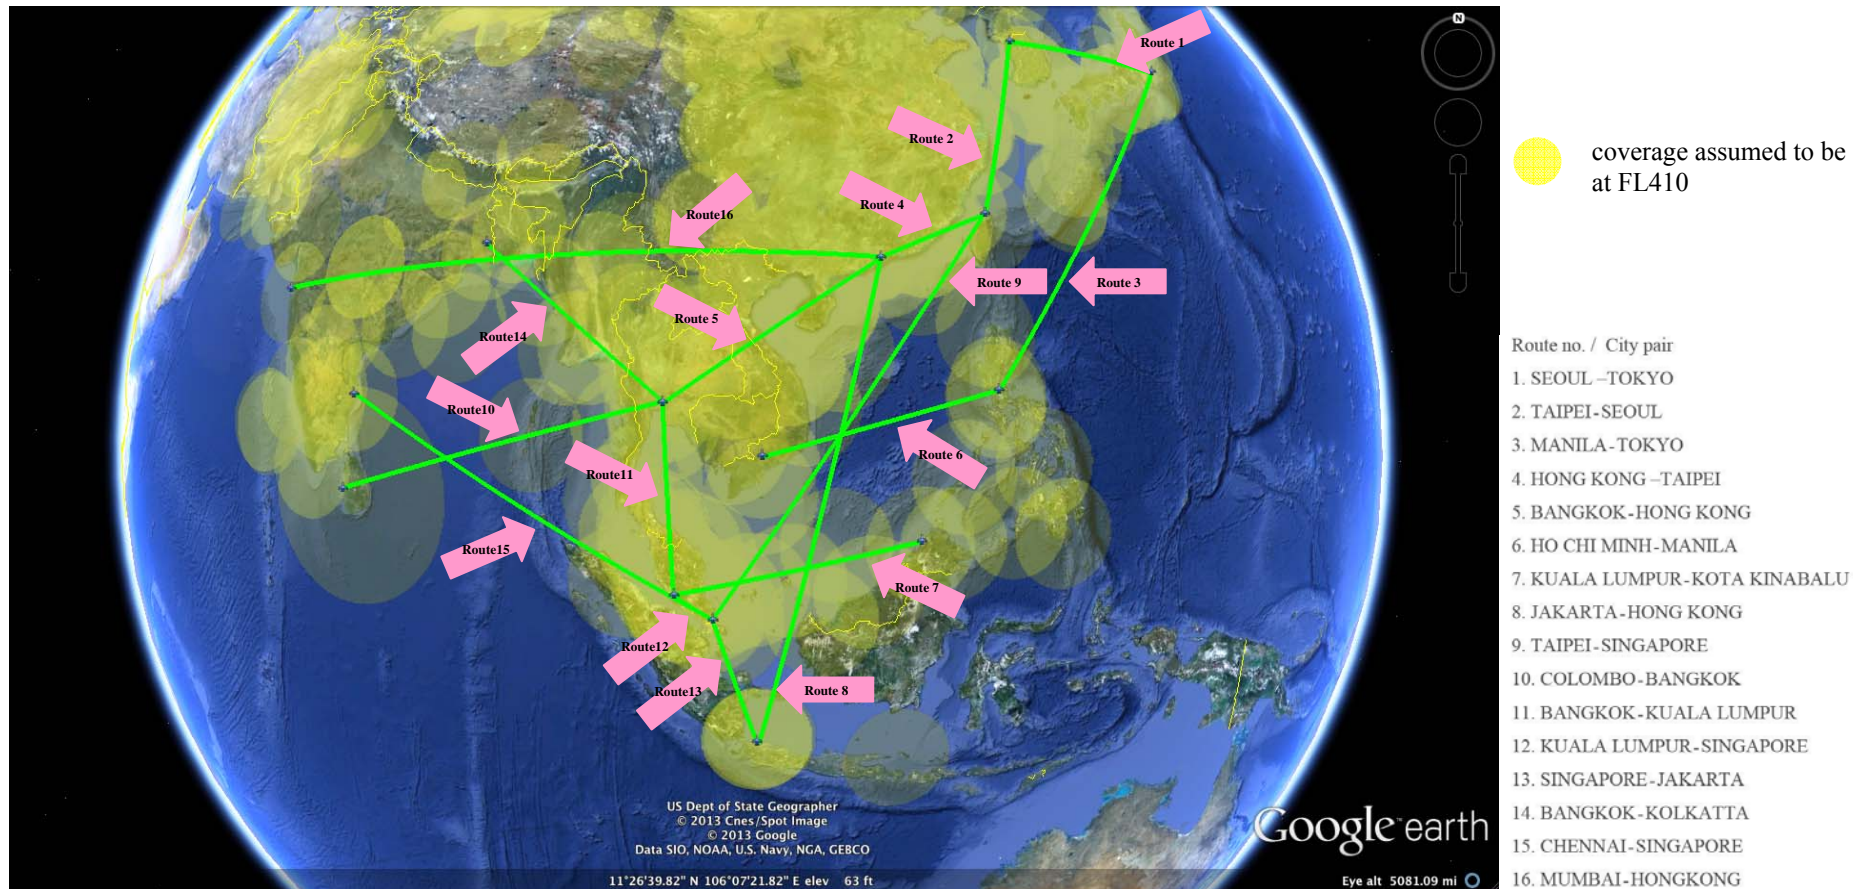 N
Route 1
Route 2
Route 4
Route16
Route 9
Route 3
Route 5
Route14
Route10
Route11
Route 6
Route15
Route 7
Route12
Route13
Route 8
US Dept of State Geographer
© 2013 Cnes/Spot Image
© 2013 Google
Data SIO, NOAA, U.S. Navy, NGA, GEBCO
Google earth
11°26'39.82" N 106°07'21.82" E elev 63 ft
Eye alt 5081.09 mi
coverage assumed to be
at FL410
Route no. / City pair
1. SEOUL –TOKYO
2. TAIPEI-SEOUL
3. MANILA-TOKYO
4. HONG KONG –TAIPEI
5. BANGKOK-HONG KONG
6. HO CHI MINH-MANILA
7. KUALA LUMPUR-KOTA KINABALU
8. JAKARTA-HONG KONG
9. TAIPEI-SINGAPORE
10. COLOMBO-BANGKOK
11. BANGKOK-KUALA LUMPUR
12. KUALA LUMPUR-SINGAPORE
13. SINGAPORE-JAKARTA
14. BANGKOK-KOLKATTA
15. CHENNAI-SINGAPORE
16. MUMBAI-HONGKONG